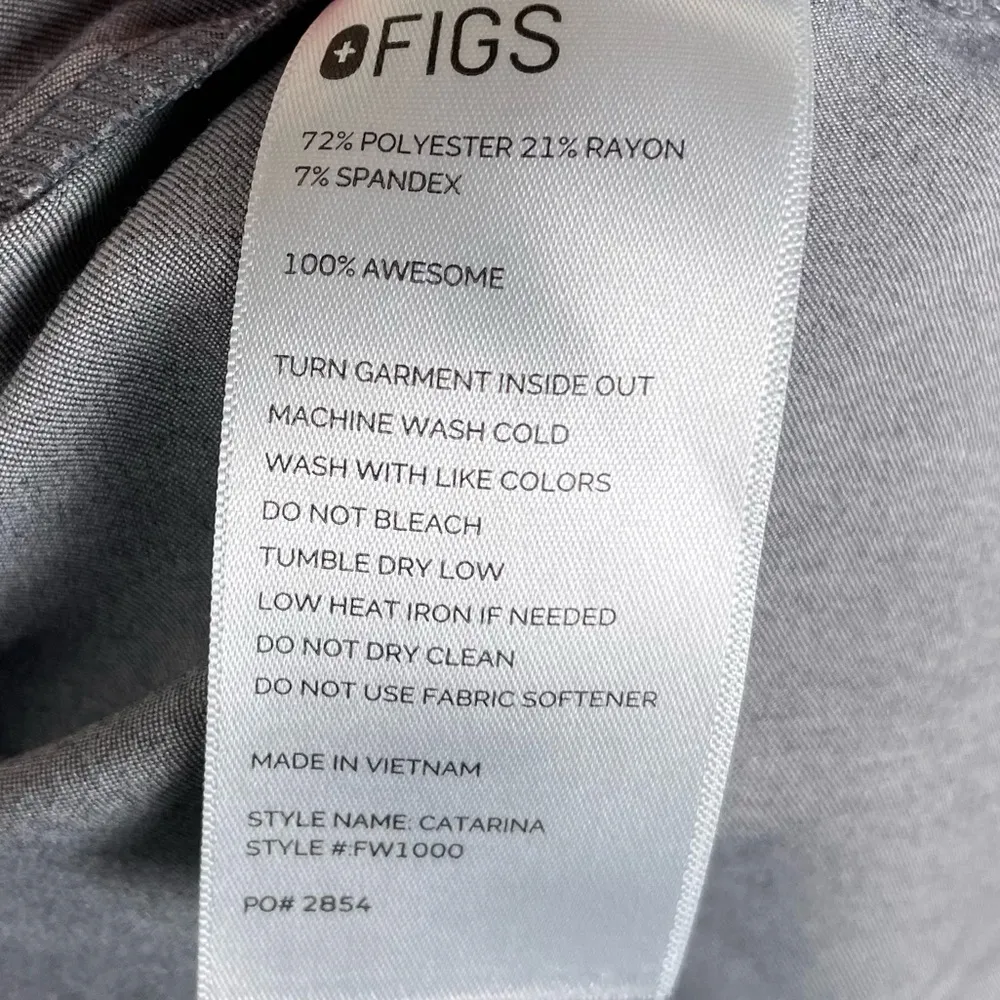 FIGS
72% POLYESTER 21% RAYON
7% SPANDEX
100% AWESOME
TURN GARMENT INSIDE OUT
MACHINE WASH COLD
WASH WITH LIKE COLORS
DO NOT BLEACH
TUMBLE DRY LOW
LOW HEAT IRON IF NEEDED
DO NOT DRY CLEAN
DO NOT USE FABRIC SOFTENER
MADE IN VIETNAM
STYLE NAME: CATARINA
STYLE #:FW1000
PO# 2854